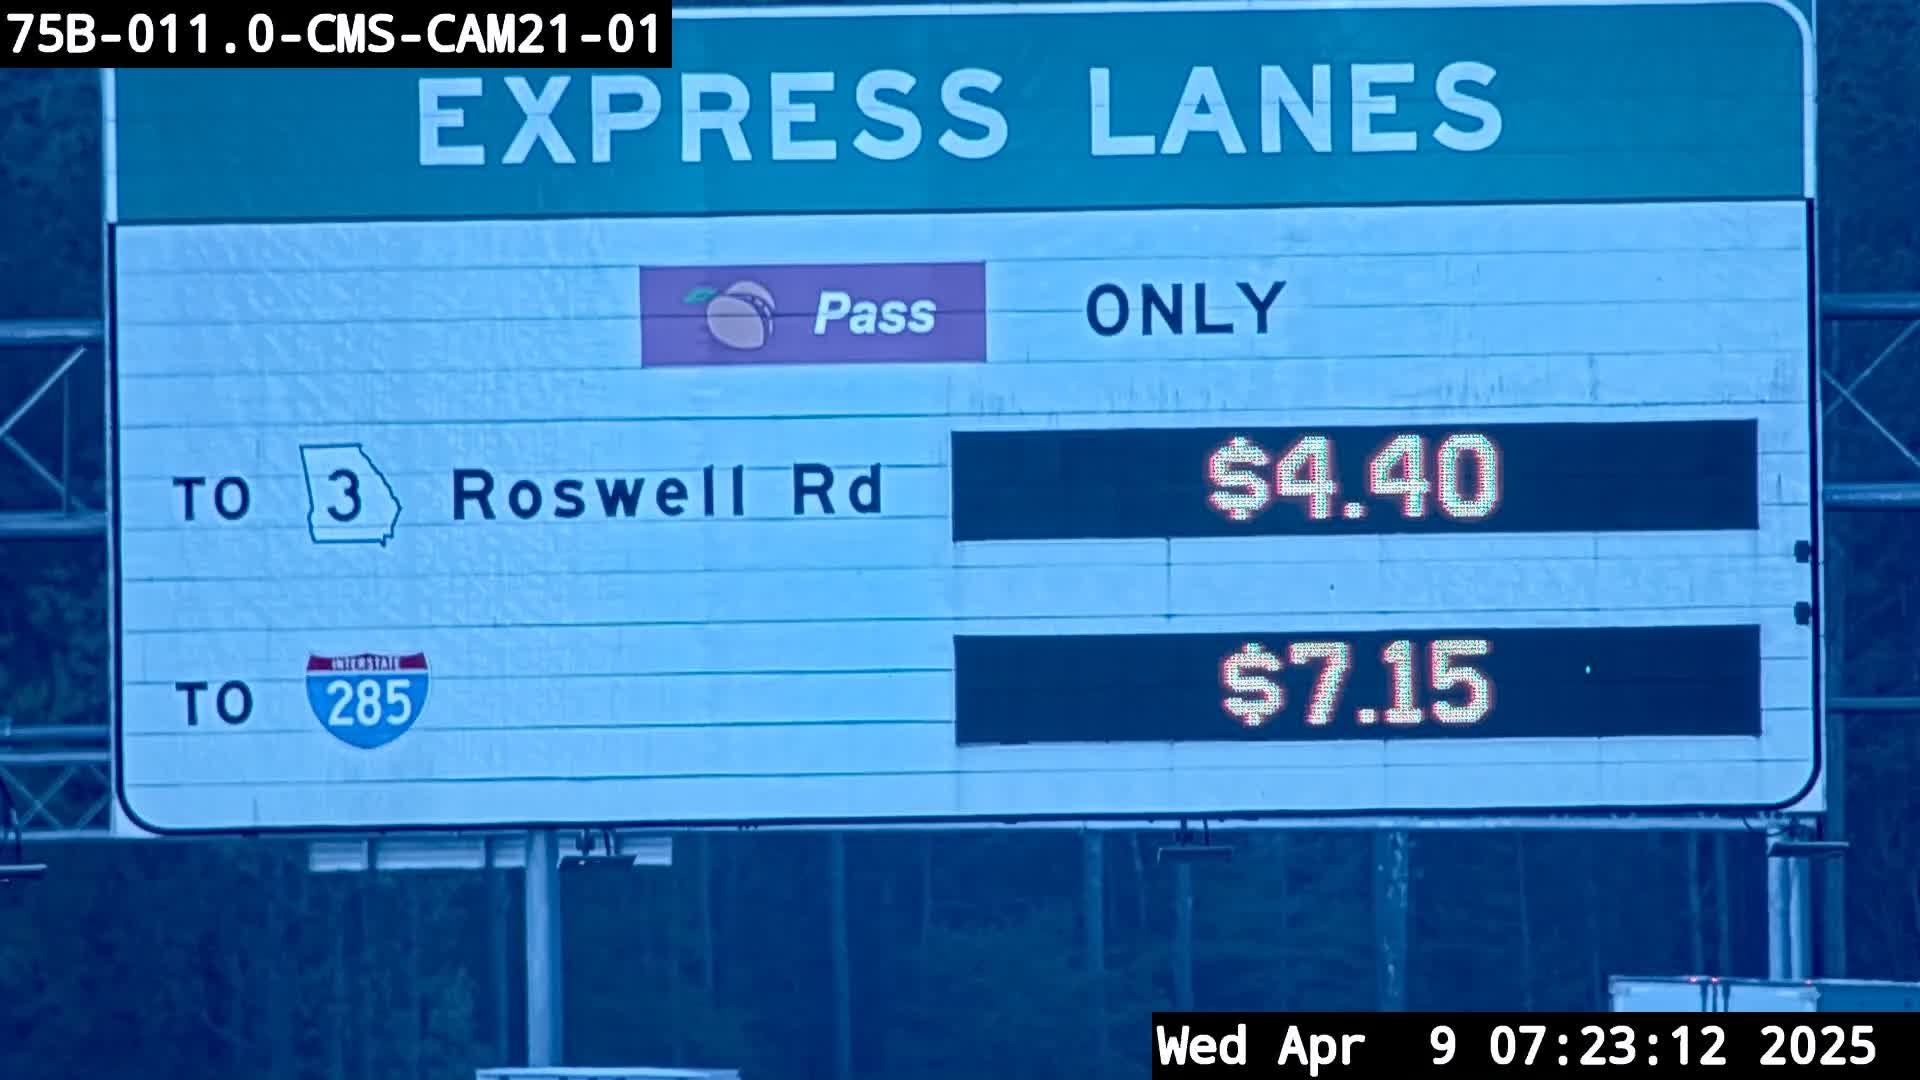 75B-011.0-CMS-CAM21-01
EXPRESS LANES
Pass ONLY
TO 3 Roswell Rd $4.40
TO INTERSTATE 285 $7.15
Wed Apr 9 07:23:12 2025